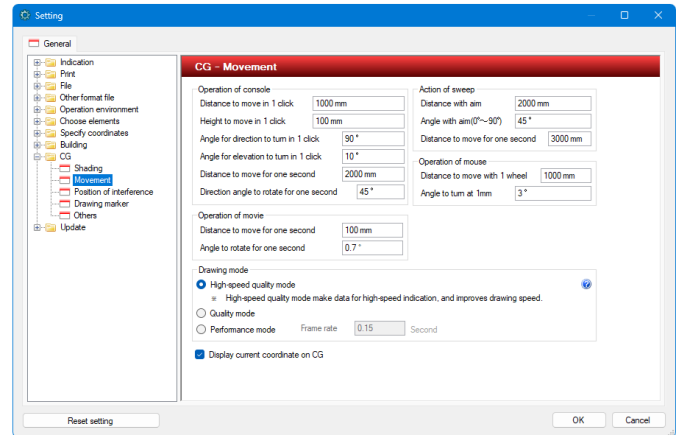 Setting
General
Indication
Print
File
Other format file
Operation environment
Choose elements
Specify coordinates
Building
CG
Shading
Movement
Position of interference
Drawing marker
Others
Update
CG - Movement
Operation of console
Distance to move in 1 click 1000 mm
Height to move in 1 click 100 mm
Angle for direction to turn in 1 click 90 °
Angle for elevation to turn in 1 click 10 °
Distance to move for one second 2000 mm
Direction angle to rotate for one second 45 °
Action of sweep
Distance with aim 2000 mm
Angle with aim(0°～90°) 45 °
Distance to move for one second 3000 mm
Operation of mouse
Distance to move with 1 wheel 1000 mm
Angle to turn at 1mm 3 °
Operation of movie
Distance to move for one second 100 mm
Angle to rotate for one second 0.7 °
Drawing mode
High-speed quality mode
※ High-speed quality mode make data for high-speed indication, and improves drawing speed.
Quality mode
Performance mode Frame rate 0.15 Second
Display current coordinate on CG
Reset setting
OK Cancel